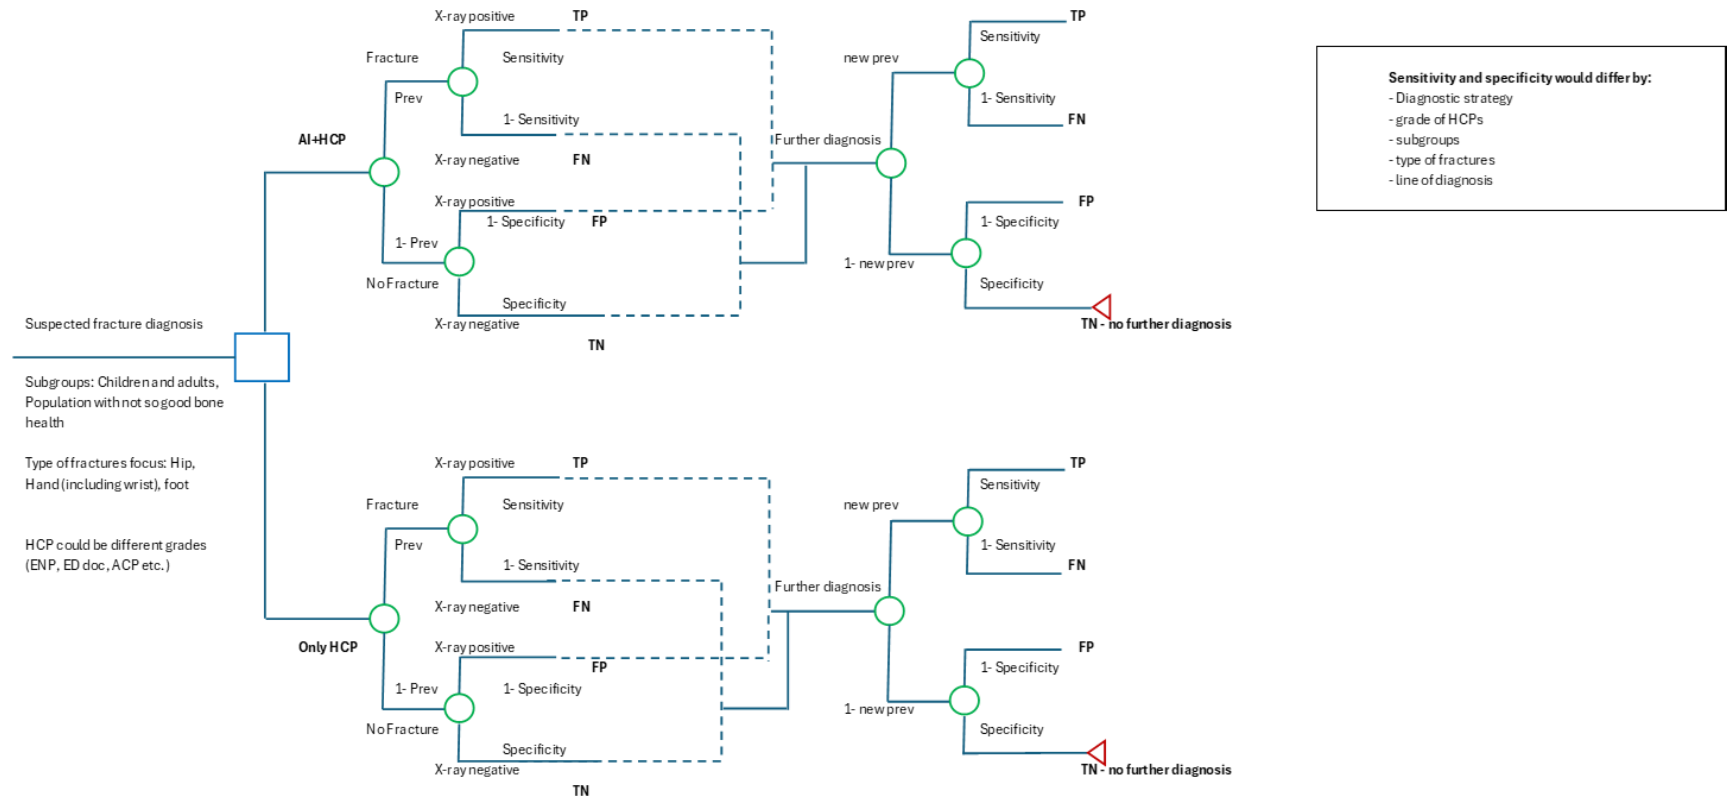 X-ray positive
TP
Fracture
Sensitivity
Prev
1- Sensitivity
AI+HCP
X-ray negative
FN
X-ray positive
1- Specificity
FP
1- Prev
No Fracture
Specificity
X-ray negative
TN
Further diagnosis
new prev
TP
Sensitivity
1- Sensitivity
FN
FP
1- Specificity
1- new prev
Specificity
TN - no further diagnosis
Sensitivity and specificity would differ by:
- Diagnostic strategy
- grade of HCPs
- subgroups
- type of fractures
- line of diagnosis
Suspected fracture diagnosis
Subgroups: Children and adults,
Population with not so good bone
health
Type of fractures focus: Hip,
Hand (including wrist), foot
HCP could be different grades
(ENP, ED doc, ACP etc.)
X-ray positive
TP
Fracture
Sensitivity
Prev
1- Sensitivity
X-ray negative
FN
Only HCP
X-ray positive
FP
1- Prev
1- Specificity
No Fracture
Specificity
X-ray negative
TN
Further diagnosis
new prev
TP
Sensitivity
1- Sensitivity
FN
FP
1- Specificity
1- new prev
Specificity
TN - no further diagnosis